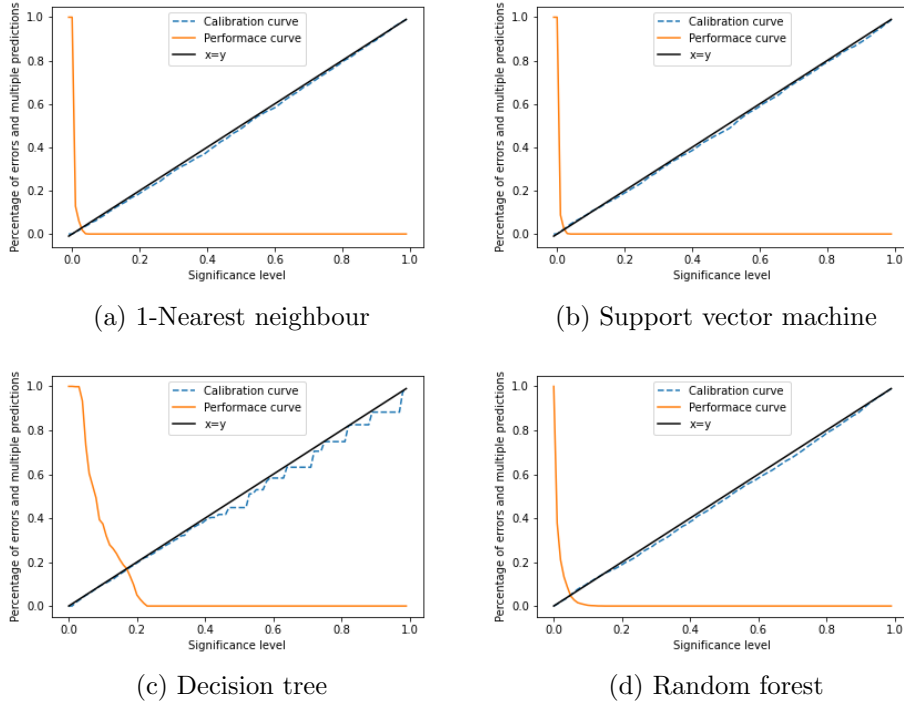 Percentage of errors and multiple predictions
1.0
0.8
0.6
0.4
0.2
0.0
Calibration curve
Performace curve
x=y
0.0 0.2 0.4 0.6 0.8 1.0
Significance level
(a) 1-Nearest neighbour
Percentage of errors and multiple predictions
1.0
0.8
0.6
0.4
0.2
0.0
Calibration curve
Performace curve
x=y
0.0 0.2 0.4 0.6 0.8 1.0
Significance level
(b) Support vector machine
Percentage of errors and multiple predictions
1.0
0.8
0.6
0.4
0.2
0.0
Calibration curve
Performace curve
x=y
0.0 0.2 0.4 0.6 0.8 1.0
Significance level
(c) Decision tree
Percentage of errors and multiple predictions
1.0
0.8
0.6
0.4
0.2
0.0
Calibration curve
Performace curve
x=y
0.0 0.2 0.4 0.6 0.8 1.0
Significance level
(d) Random forest